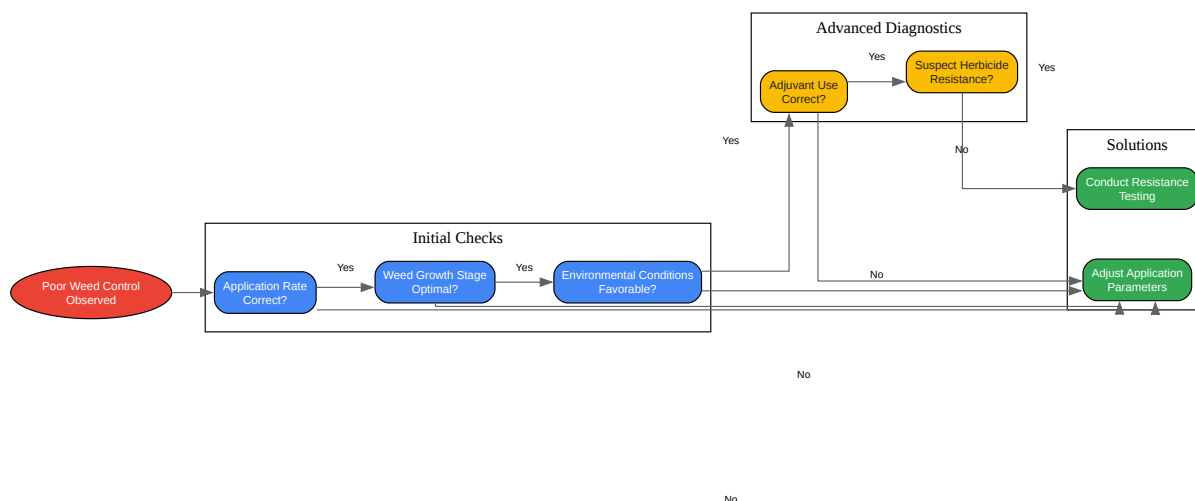 Advanced Diagnostics
Adjuvant Use
Correct?
Yes
Suspect Herbicide
Resistance?
Yes
Yes
No
Solutions
Conduct Resistance
Testing
Initial Checks
Poor Weed Control
Observed
Application Rate
Correct?
Yes
Weed Growth Stage
Optimal?
Yes
Environmental Conditions
Favorable?
No
Adjust Application
Parameters
No
No